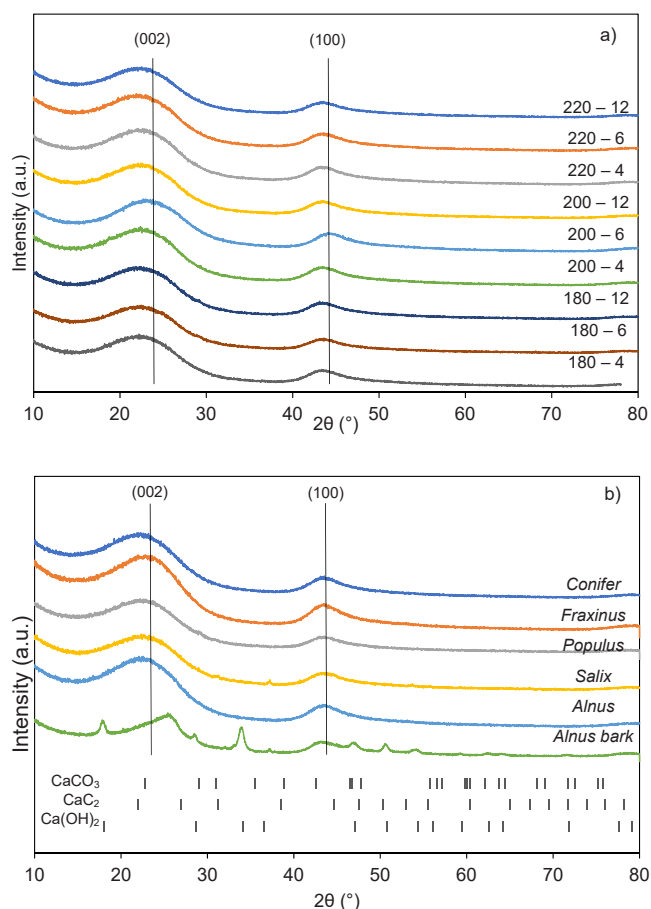 (002)
(100)
a)
220 – 12
220 – 6
220 – 4
200 – 12
200 – 6
200 – 4
180 – 12
180 – 6
180 – 4
Intensity (a.u.)
10 20 30 40 50 60 70 80
2θ (°)
(002)
(100)
b)
Conifer
Fraxinus
Populus
Salix
Alnus
Alnus bark
Intensity (a.u.)
CaCO3
CaC2
Ca(OH)2
10 20 30 40 50 60 70 80
2θ (°)